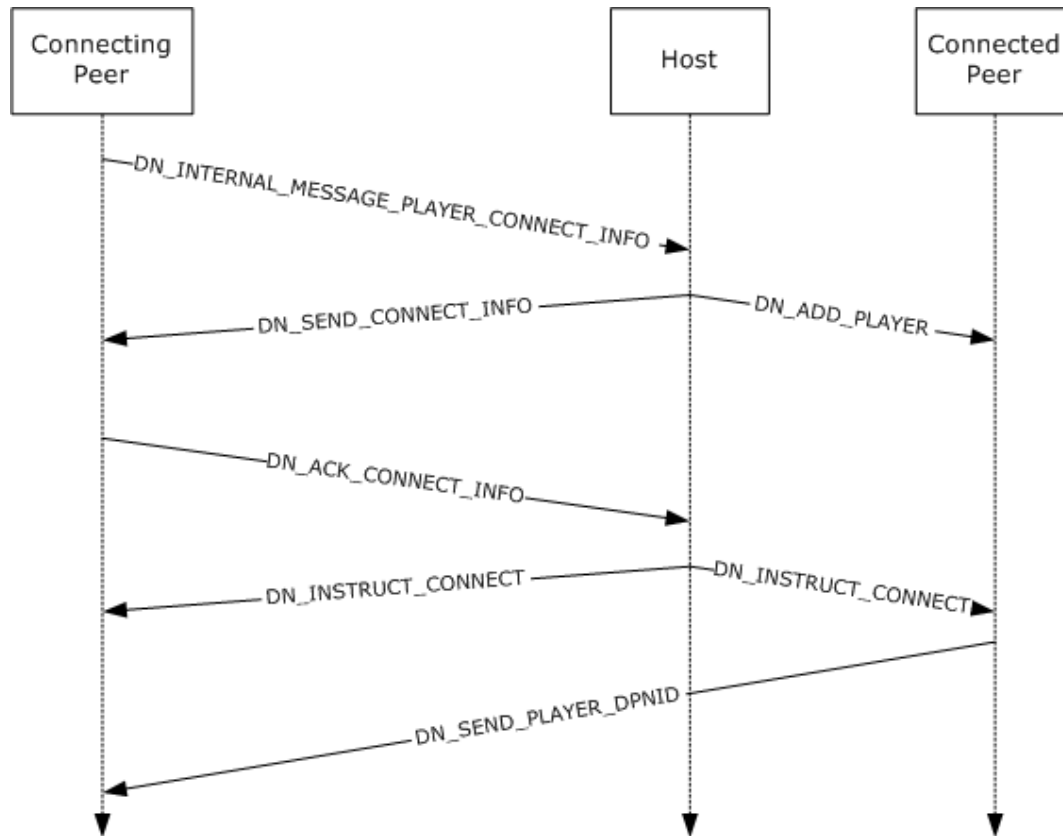 Connecting
Peer
Host
Connected
Peer
DN_INTERNAL_MESSAGE_PLAYER_CONNECT_INFO
DN_SEND_CONNECT_INFO
DN_ADD_PLAYER
DN_ACK_CONNECT_INFO
DN_INSTRUCT_CONNECT
DN_INSTRUCT_CONNECT
DN_SEND_PLAYER_DPNID